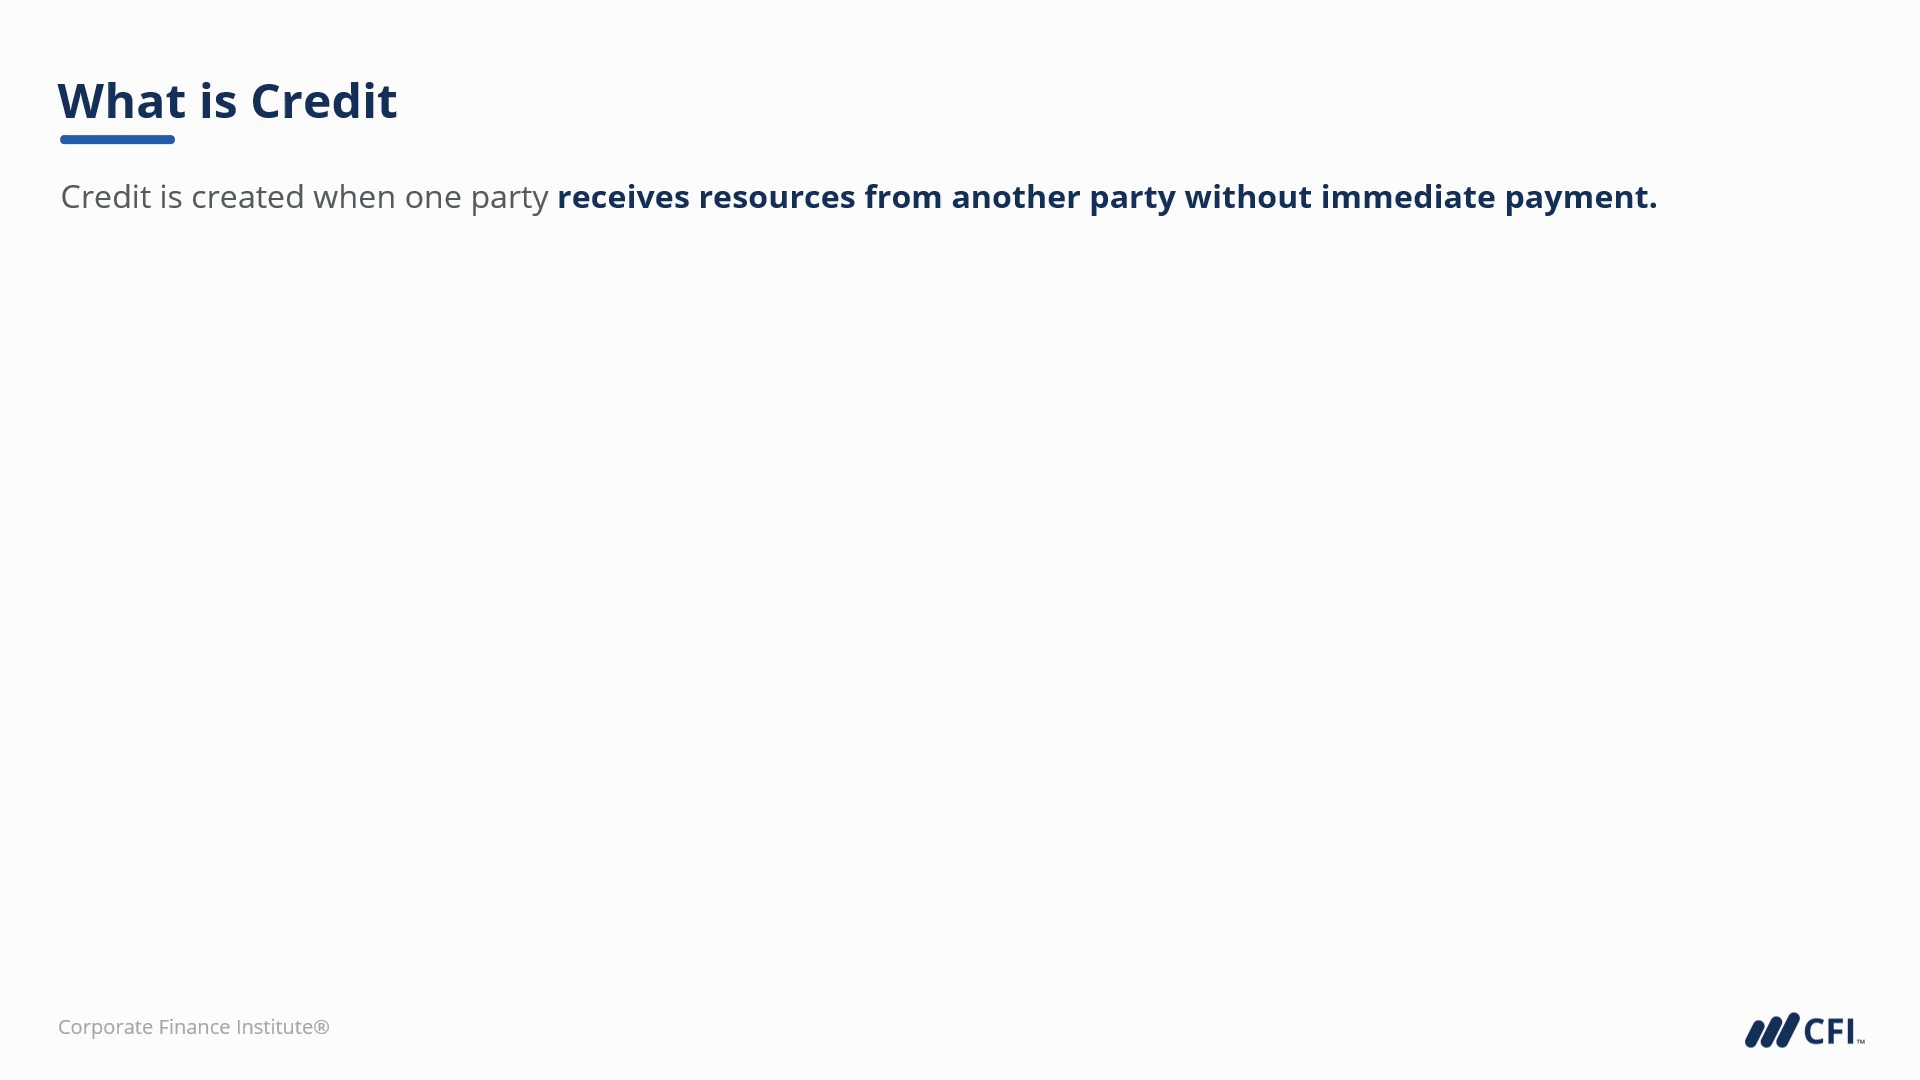 What is Credit
Credit is created when one party receives resources from another party without immediate payment.
Corporate Finance Institute®
CFI™